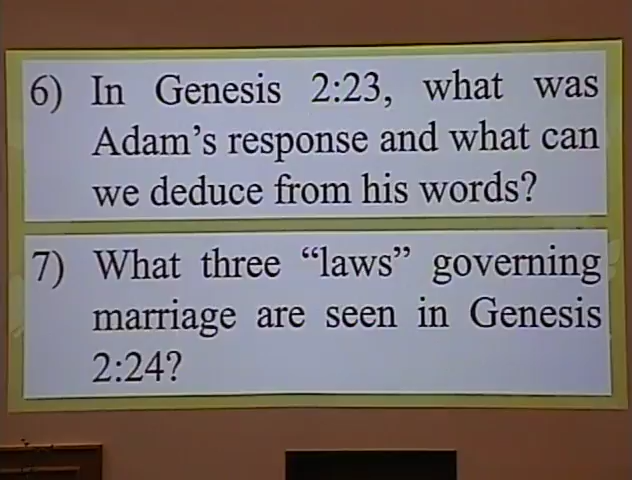 6) In Genesis 2:23, what was
Adam’s response and what can
we deduce from his words?
7) What three “laws” governing
marriage are seen in Genesis
2:24?